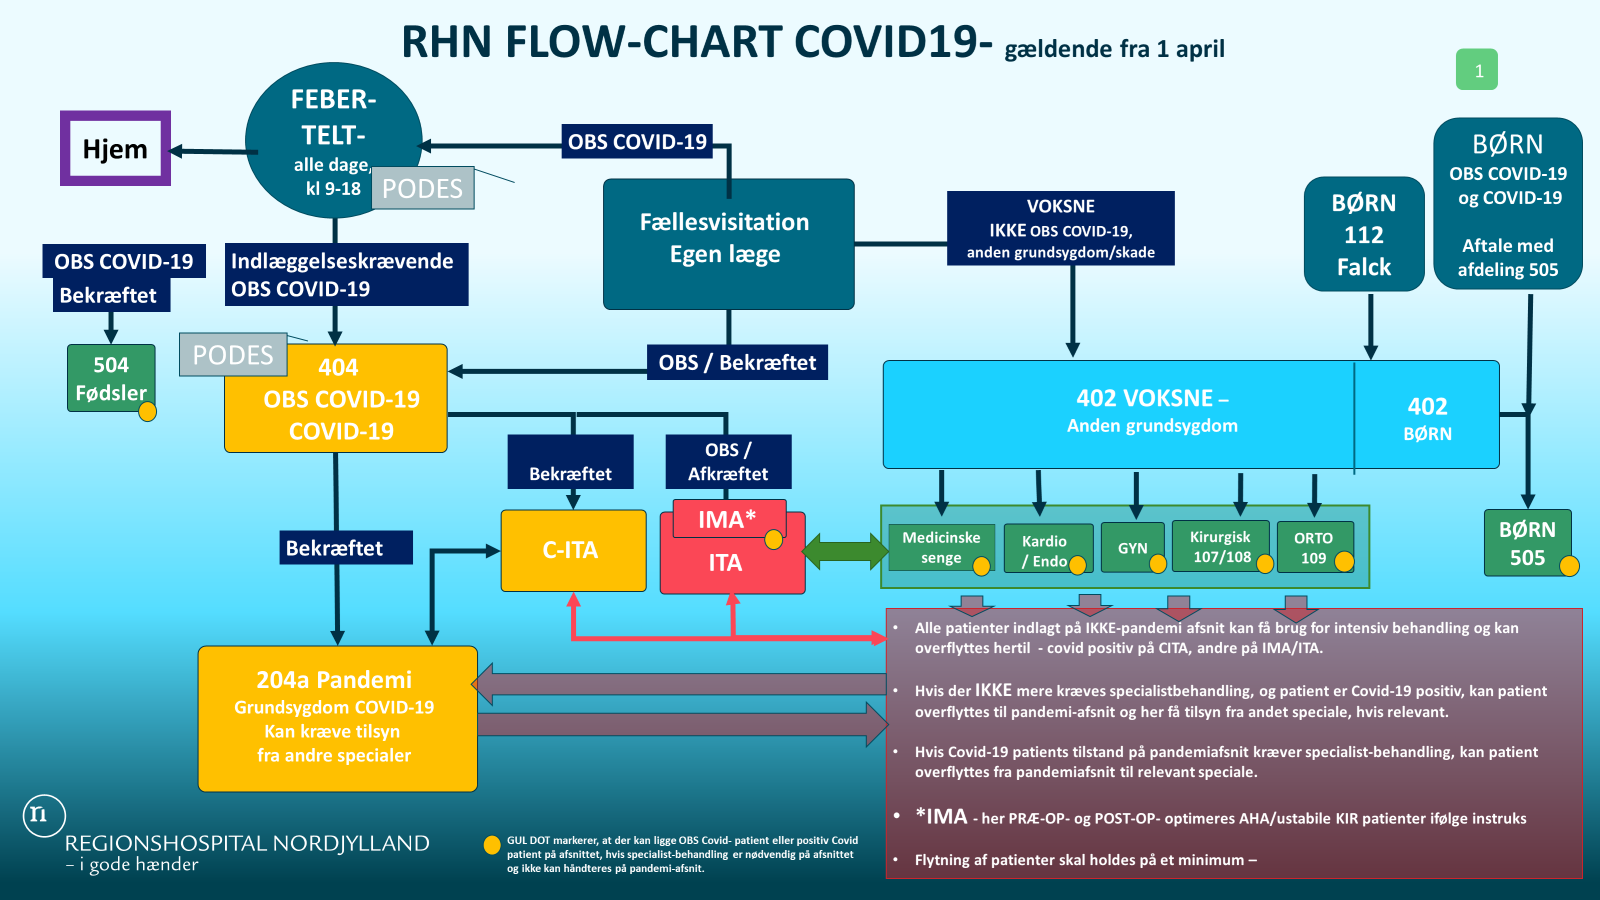 RHN FLOW-CHART COVID19- gældende fra 1 april
1
FEBER-
TELT-
alle dage,
kl 9-18
PODES
Hjem
OBS COVID-19
Fællesvisitation
Egen læge
VOKSNE
IKKE OBS COVID-19,
anden grundsygdom/skade
BØRN
112
Falck
BØRN
OBS COVID-19
og COVID-19
Aftale med
afdeling 505
OBS COVID-19
Bekræftet
Indlæggelseskrævende
OBS COVID-19
504
Fødsler
PODES
404
OBS COVID-19
COVID-19
OBS / Bekræftet
402 VOKSNE –
Anden grundsygdom
402
BØRN
Bekræftet
OBS /
Afkræftet
Bekræftet
C-ITA
IMA*
ITA
Medicinske
senge
Kardio
/ Endo
GYN
Kirurgisk
107/108
ORTO
109
BØRN
505
204a Pandemi
Grundsygdom COVID-19
Kan kræve tilsyn
fra andre specialer
• Alle patienter indlagt på IKKE-pandemi afsnit kan få brug for intensiv behandling og kan
overflyttes hertil - covid positiv på CITA, andre på IMA/ITA.
• Hvis der IKKE mere kræves specialistbehandling, og patient er Covid-19 positiv, kan patient
overflyttes til pandemi-afsnit og her få tilsyn fra andet speciale, hvis relevant.
• Hvis Covid-19 patients tilstand på pandemiafsnit kræver specialist-behandling, kan patient
overflyttes fra pandemiafsnit til relevant speciale.
• *IMA - her PRÆ-OP- og POST-OP- optimeres AHA/ustabile KIR patienter ifølge instruks
• Flytning af patienter skal holdes på et minimum –
rn
REGIONSHOSPITAL NORDJYLLAND
– i gode hænder
GUL DOT markerer, at der kan ligge OBS Covid- patient eller positiv Covid
patient på afsnittet, hvis specialist-behandling er nødvendig på afsnittet
og ikke kan håndteres på pandemi-afsnit.